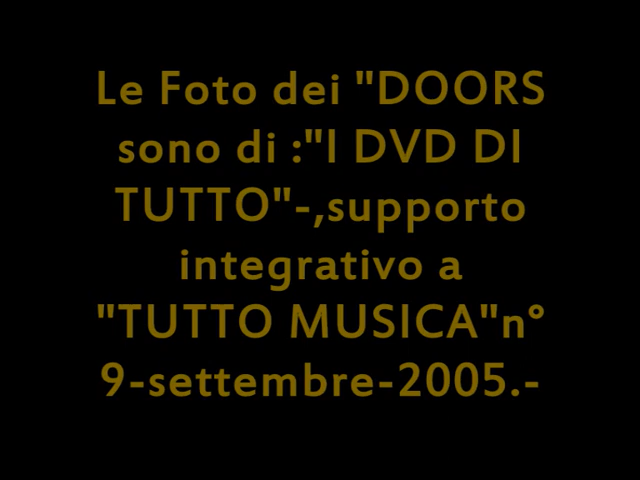 Le Foto dei "DOORS
sono di :"I DVD DI
TUTTO"-,supporto
integrativo a
"TUTTO MUSICA"n°
9-settembre-2005.-